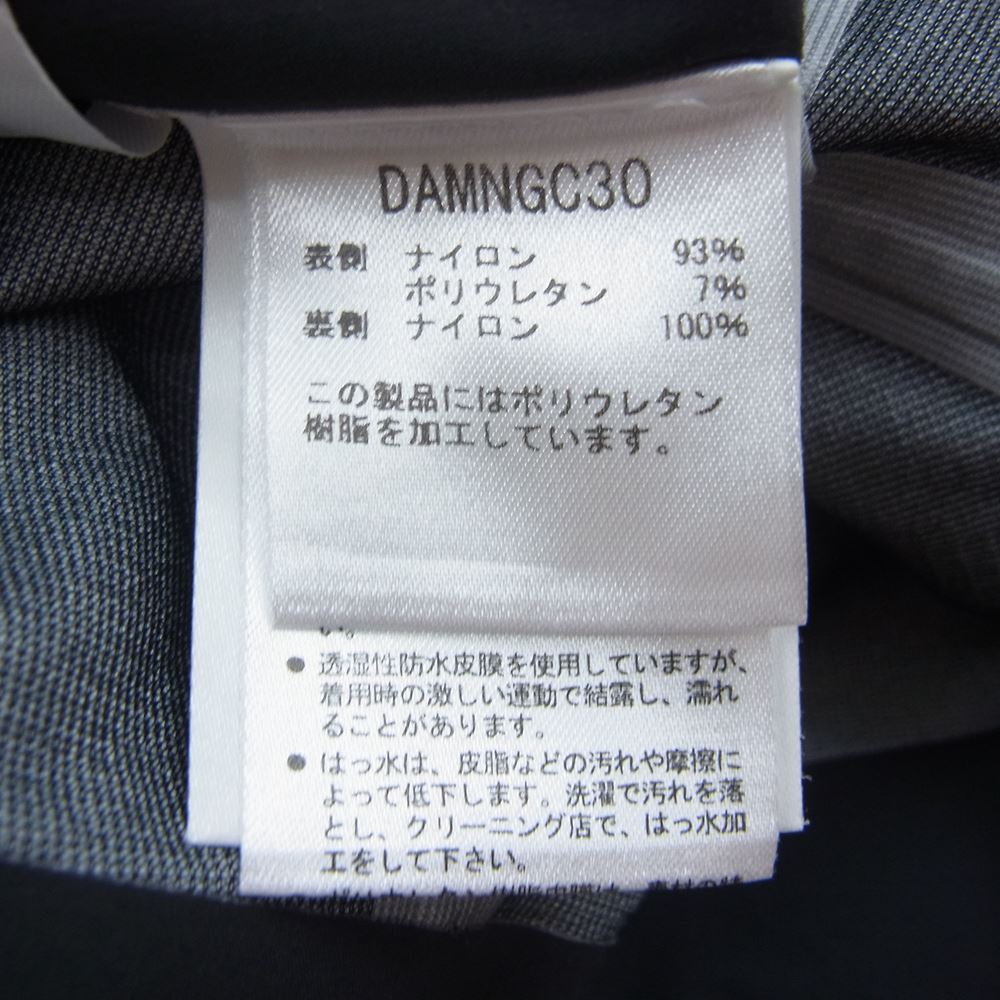 DAMNGC30
表側 ナイロン 93%
ポリウレタン 7%
裏側 ナイロン 100%
この製品にはポリウレタン
樹脂を加工しています。
い。
● 透湿性防水皮膜を使用していますが、
着用時の激しい運動で結露し、濡れ
ることがあります。
● はっ水は、皮脂などの汚れや摩擦に
よって低下します。洗濯で汚れを落
とし、クリーニング店で、はっ水加
工をして下さい。